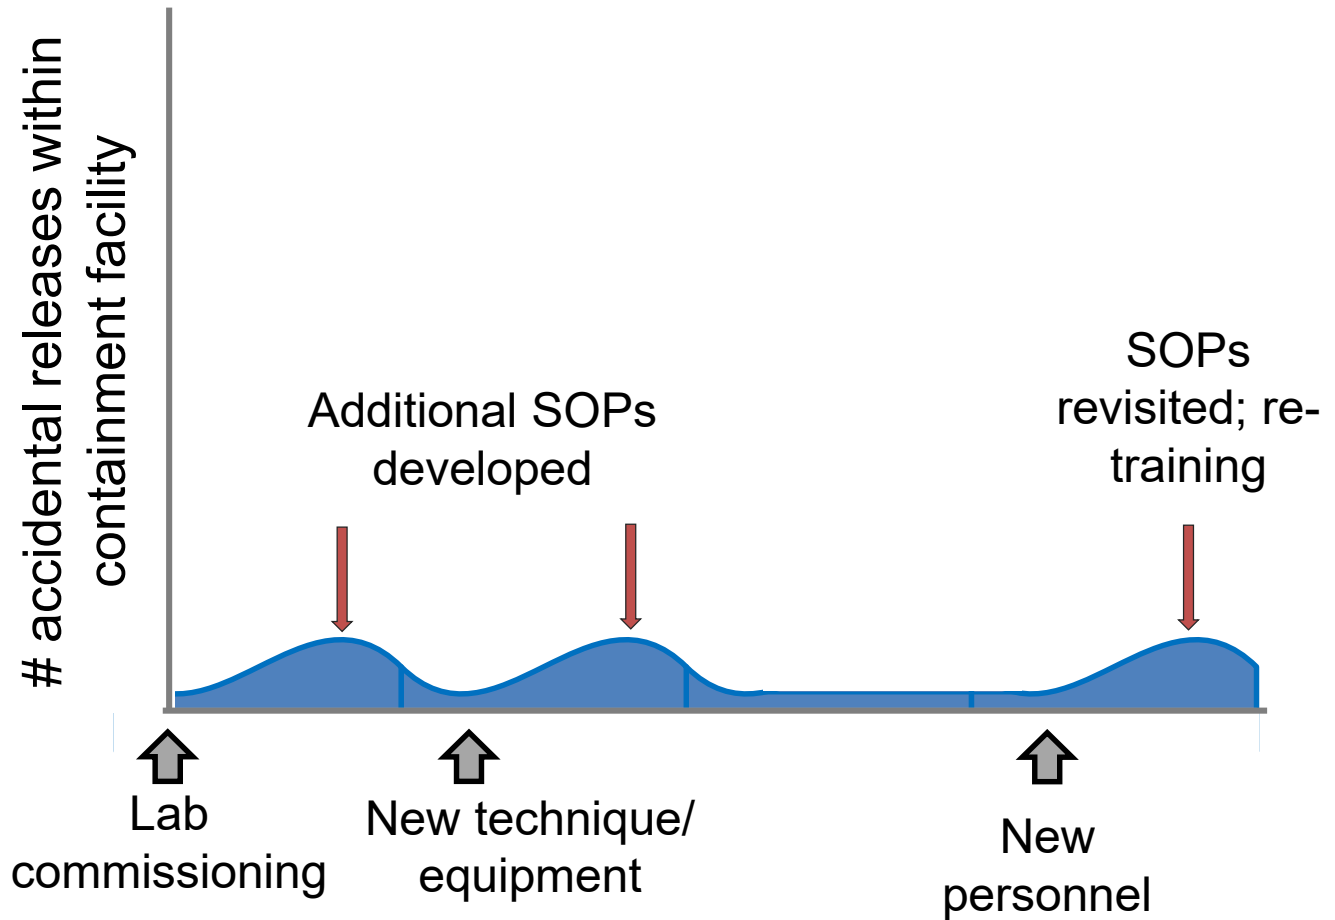 # accidental releases within
containment facility
Additional SOPs
developed
SOPs
revisited; re-
training
Lab
commissioning
New technique/
equipment
New
personnel